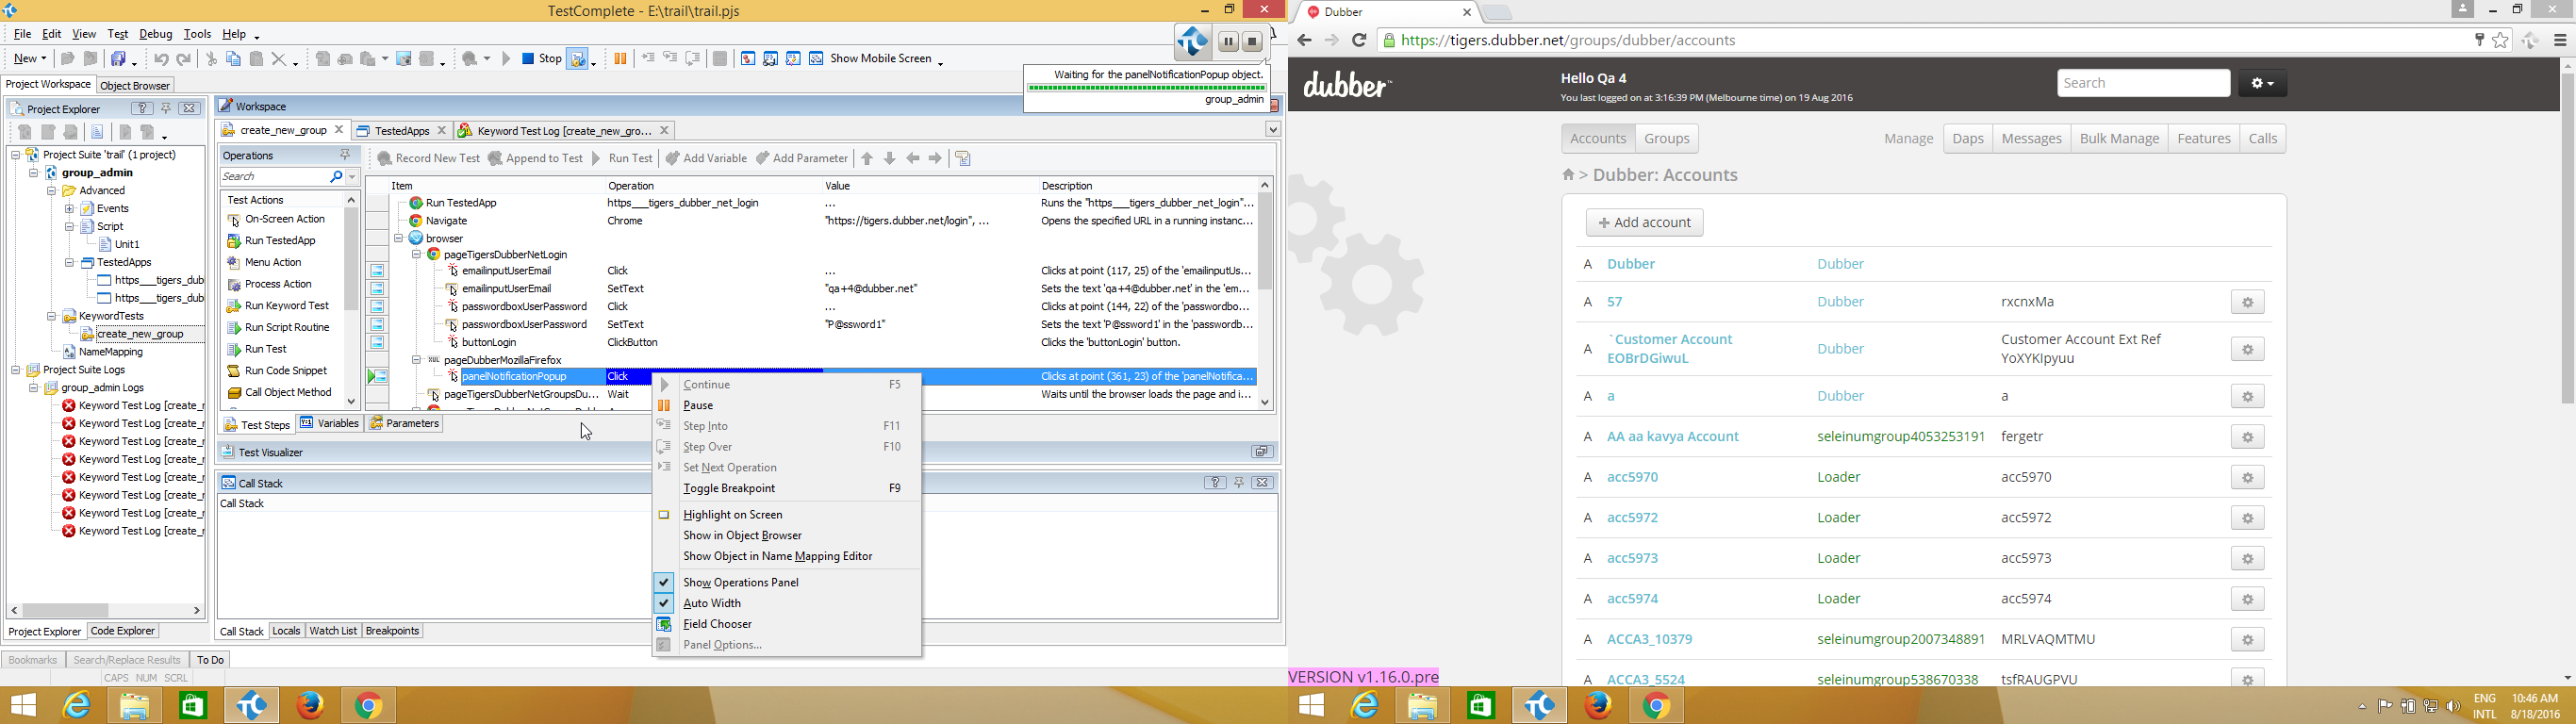 TestComplete - E:\trail\trail.pjs
File Edit View Test Debug Tools Help
New Stop Show Mobile Screen
Waiting for the panelNotificationPopup object.
group_admin
Project Workspace Object Browser
Project Explorer
Project Suite 'trail' (1 project)
group_admin
Advanced
Events
Script
Unit1
TestedApps
https___tigers_dub
https___tigers_dub
KeywordTests
create_new_group
NameMapping
Project Suite Logs
group_admin Logs
Keyword Test Log [create_r
Keyword Test Log [create_r
Keyword Test Log [create_r
Keyword Test Log [create_r
Keyword Test Log [create_r
Keyword Test Log [create_r
Keyword Test Log [create_r
Keyword Test Log [create_r
Project Explorer Code Explorer
Workspace
create_new_group TestedApps Keyword Test Log [create_new_gro...
Operations
Search
Test Actions
On-Screen Action
Run TestedApp
Menu Action
Process Action
Run Keyword Test
Run Script Routine
Run Test
Run Code Snippet
Call Object Method
Record New Test Append to Test Run Test Add Variable Add Parameter
Item Operation Value Description
Run TestedApp https___tigers_dubber_net_login ... Runs the "https___tigers_dubber_net_login"...
Navigate Chrome "https://tigers.dubber.net/login", ... Opens the specified URL in a running instanc...
browser
pageTigersDubberNetLogin
emailinputUserEmail Click ... Clicks at point (117, 25) of the 'emailinputUs...
emailinputUserEmail SetText "qa+4@dubber.net" Sets the text 'qa+4@dubber.net' in the 'em...
passwordboxUserPassword Click ... Clicks at point (144, 22) of the 'passwordbo...
passwordboxUserPassword SetText "P@ssword1" Sets the text 'P@ssword1' in the 'passwordb...
buttonLogin ClickButton Clicks the 'buttonLogin' button.
pageDubberMozillaFirefox
panelNotificationPopup Click Clicks at point (361, 23) of the 'panelNotifica...
pageTigersDubberNetGroupsDu... Wait Waits until the browser loads the page and i...
Test Steps Variables Parameters
Test Visualizer
Call Stack
Call Stack
Call Stack Locals Watch List Breakpoints
Continue F5
Pause
Step Into F11
Step Over F10
Set Next Operation
Toggle Breakpoint F9
Highlight on Screen
Show in Object Browser
Show Object in Name Mapping Editor
Show Operations Panel
Auto Width
Field Chooser
Panel Options...
Bookmarks Search/Replace Results To Do
CAPS NUM SCRL
Dubber
https://tigers.dubber.net/groups/dubber/accounts
dubber™
Hello Qa 4
You last logged on at 3:16:39 PM (Melbourne time) on 19 Aug 2016
Search
Accounts Groups Manage Daps Messages Bulk Manage Features Calls
> Dubber: Accounts
+ Add account
A Dubber Dubber
A 57 Dubber rxcnxMa
A `Customer Account EOBrDGiwuL Dubber Customer Account Ext Ref YoXYKIpyuu
A a Dubber a
A AA aa kavya Account seleinumgroup4053253191 fergetr
A acc5970 Loader acc5970
A acc5972 Loader acc5972
A acc5973 Loader acc5973
A acc5974 Loader acc5974
A ACCA3_10379 seleinumgroup2007348891 MRLVAQMTMU
A ACCA3_5524 seleinumgroup538670338 tsfRAUGPVU
VERSION v1.16.0.pre
ENG 10:46 AM
INTL 8/18/2016